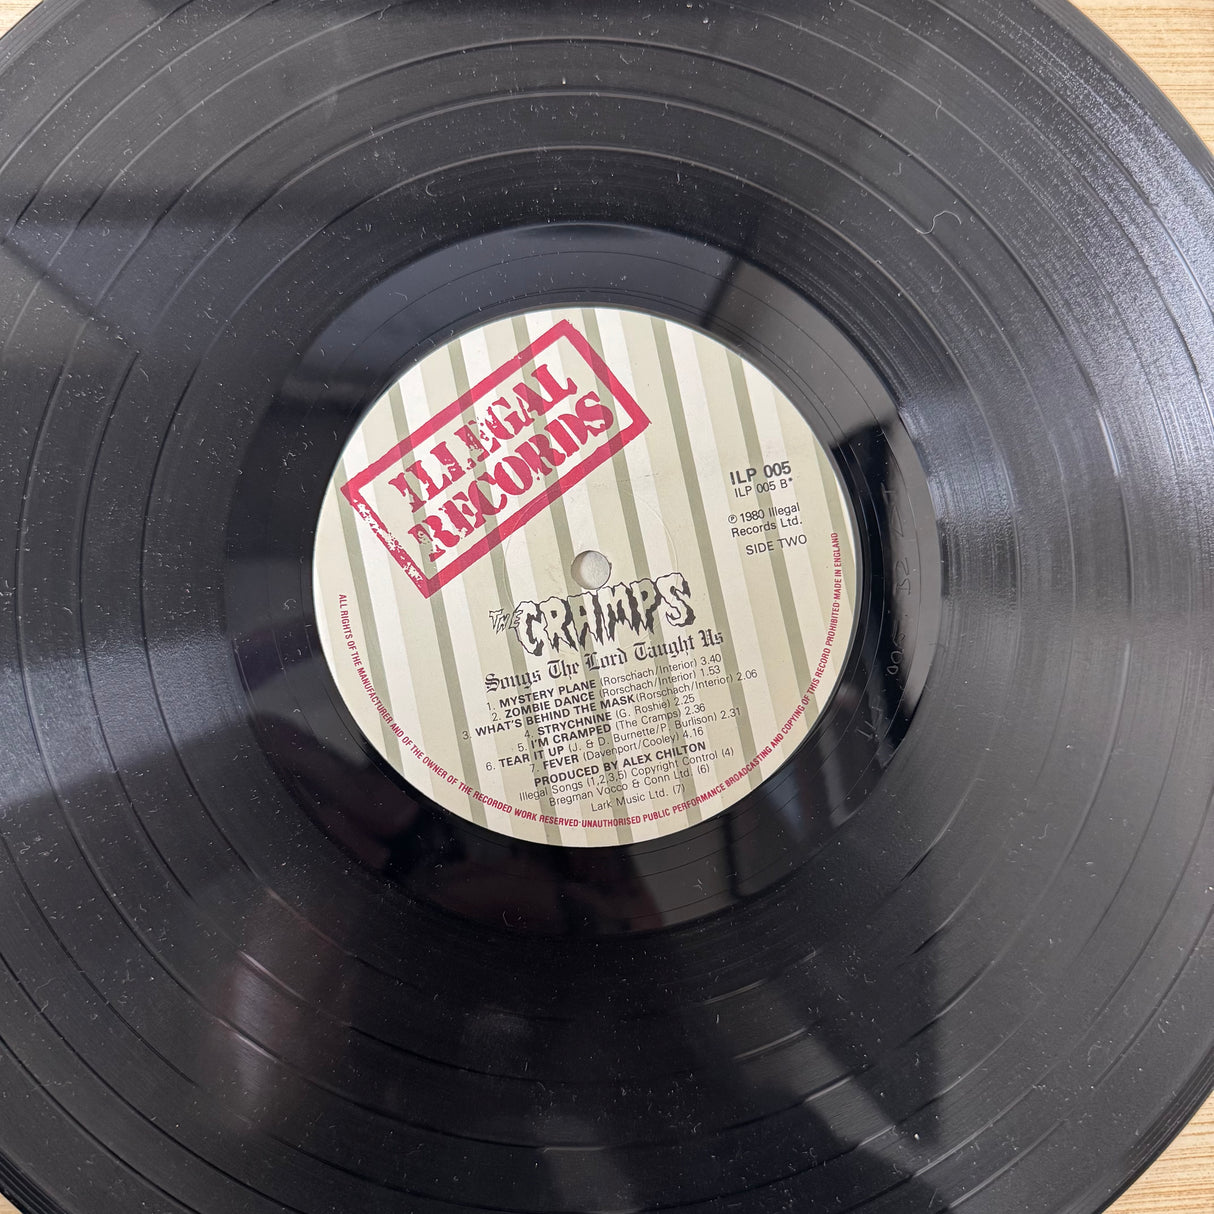 ILLEGAL
RECORDS
ILP 005
ILP 005 B*
℗ 1980 Illegal
Records Ltd.
SIDE TWO
THE CRAMPS
Songs The Lord Taught Us
1. MYSTERY PLANE (Rorschach/Interior) 3.40
2. ZOMBIE DANCE (Rorschach/Interior) 1.53
3. WHAT'S BEHIND THE MASK (Rorschach/Interior) 2.06
4. STRYCHNINE (G. Roshie) 2.25
5. I'M CRAMPED (The Cramps) 2.36
6. TEAR IT UP (J. & D. Burnette/P. Burlison) 2.31
7. FEVER (Davenport/Cooley) 4.16
PRODUCED BY ALEX CHILTON
Illegal Songs (1,2,3,5) Copyright Control (4)
Bregman Vocco & Conn Ltd. (6)
Lark Music Ltd. (7)
ALL RIGHTS OF THE MANUFACTURER AND OF THE OWNER OF THE RECORDED WORK RESERVED·UNAUTHORISED PUBLIC PERFORMANCE BROADCASTING AND COPYING OF THIS RECORD PROHIBITED·MADE IN ENGLAND